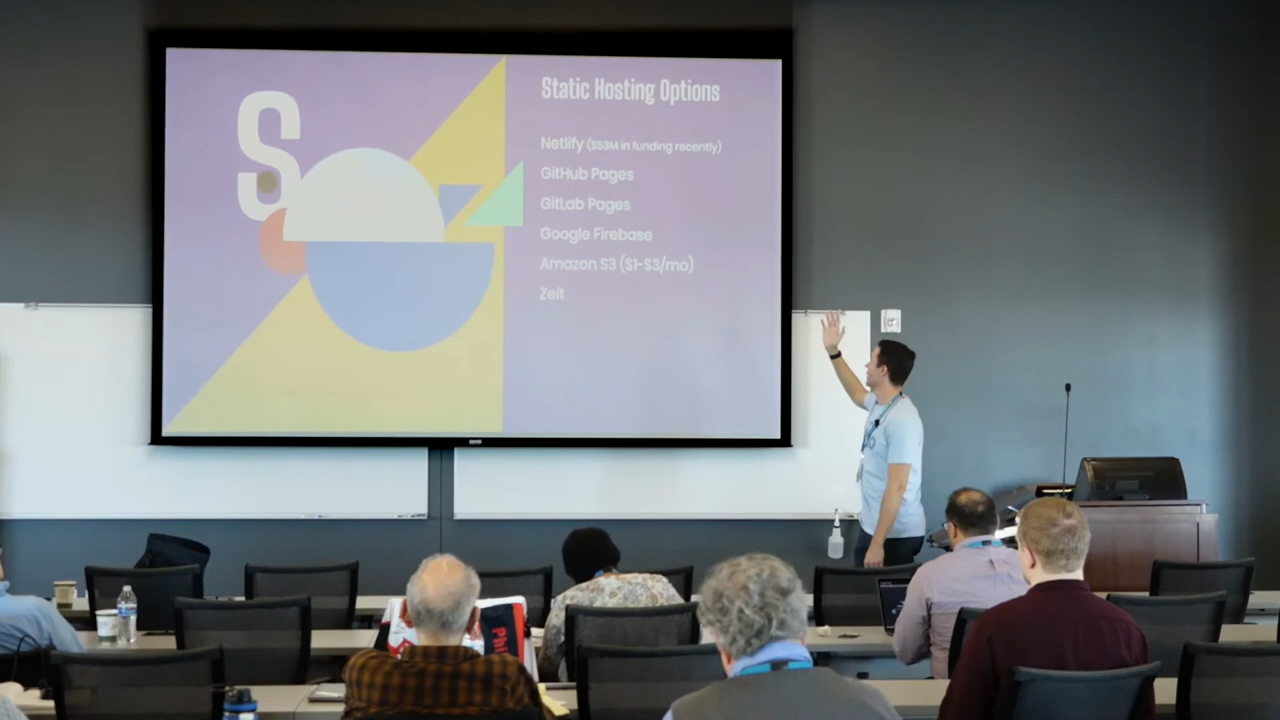 S
Static Hosting Options
Netlify ($53M in funding recently)
GitHub Pages
GitLab Pages
Google Firebase
Amazon S3 ($1-$3/mo)
Zeit